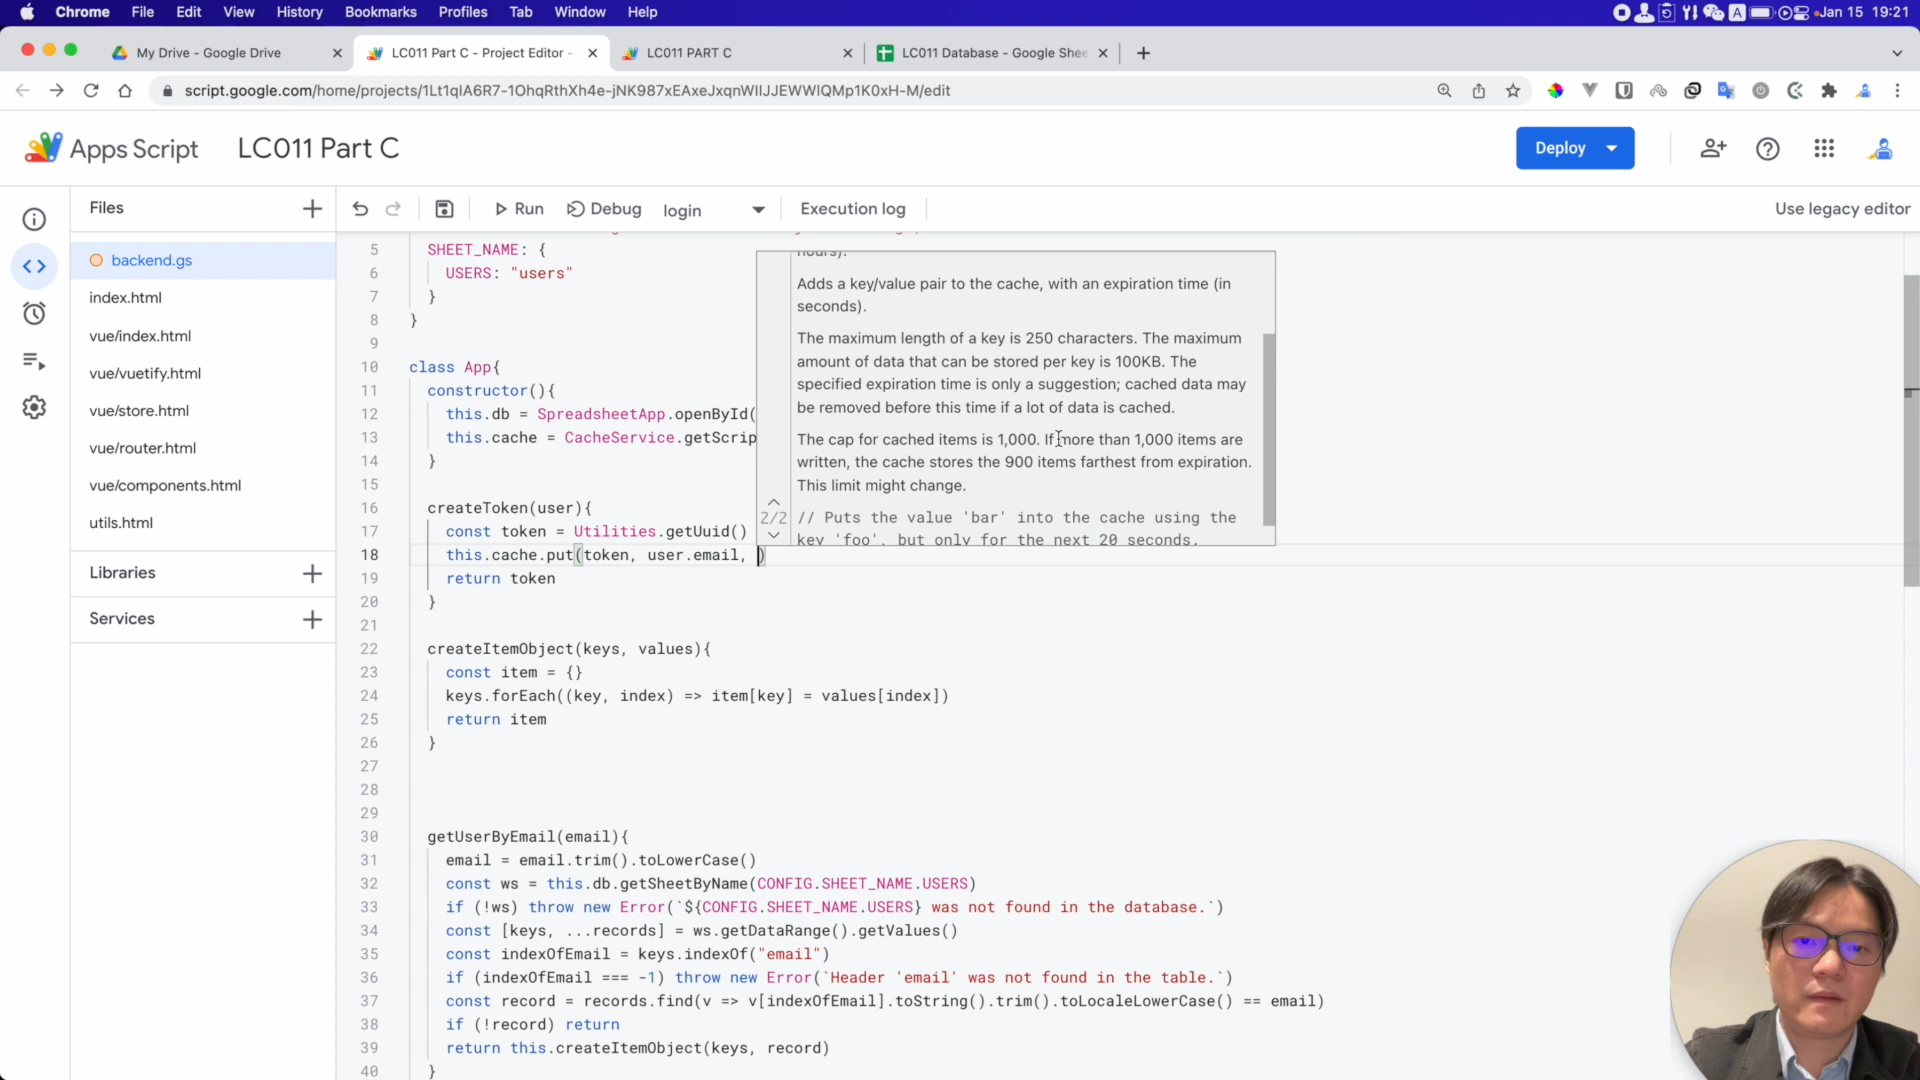 Chrome File Edit View History Bookmarks Profiles Tab Window Help A Jan 15 19:21
My Drive - Google Drive LC011 Part C - Project Editor - LC011 PART C LC011 Database - Google Shee
script.google.com/home/projects/1Lt1qIA6R7-1OhqRthXh4e-jNK987xEAxeJxqnWIIJJEWWlQMp1K0xH-M/edit
Apps Script LC011 Part C Deploy
Files Run Debug login Execution log Use legacy editor
backend.gs
index.html
vue/index.html
vue/vuetify.html
vue/store.html
vue/router.html
vue/components.html
utils.html
Libraries
Services
5 SHEET_NAME: {
6 USERS: "users"
7 }
8 }
9
10 class App{
11 constructor(){
12 this.db = SpreadsheetApp.openById(
13 this.cache = CacheService.getScrip
14 }
15
16 createToken(user){
17 const token = Utilities.getUuid()
18 this.cache.put(token, user.email, )
19 return token
20 }
21
22 createItemObject(keys, values){
23 const item = {}
24 keys.forEach((key, index) => item[key] = values[index])
25 return item
26 }
27
28
29
30 getUserByEmail(email){
31 email = email.trim().toLowerCase()
32 const ws = this.db.getSheetByName(CONFIG.SHEET_NAME.USERS)
33 if (!ws) throw new Error(`${CONFIG.SHEET_NAME.USERS} was not found in the database.`)
34 const [keys, ...records] = ws.getDataRange().getValues()
35 const indexOfEmail = keys.indexOf("email")
36 if (indexOfEmail === -1) throw new Error(`Header 'email' was not found in the table.`)
37 const record = records.find(v => v[indexOfEmail].toString().trim().toLocaleLowerCase() == email)
38 if (!record) return
39 return this.createItemObject(keys, record)
40 }
hours).
Adds a key/value pair to the cache, with an expiration time (in
seconds).
The maximum length of a key is 250 characters. The maximum
amount of data that can be stored per key is 100KB. The
specified expiration time is only a suggestion; cached data may
be removed before this time if a lot of data is cached.
The cap for cached items is 1,000. If more than 1,000 items are
written, the cache stores the 900 items farthest from expiration.
This limit might change.
2/2 // Puts the value 'bar' into the cache using the
key 'foo', but only for the next 20 seconds.